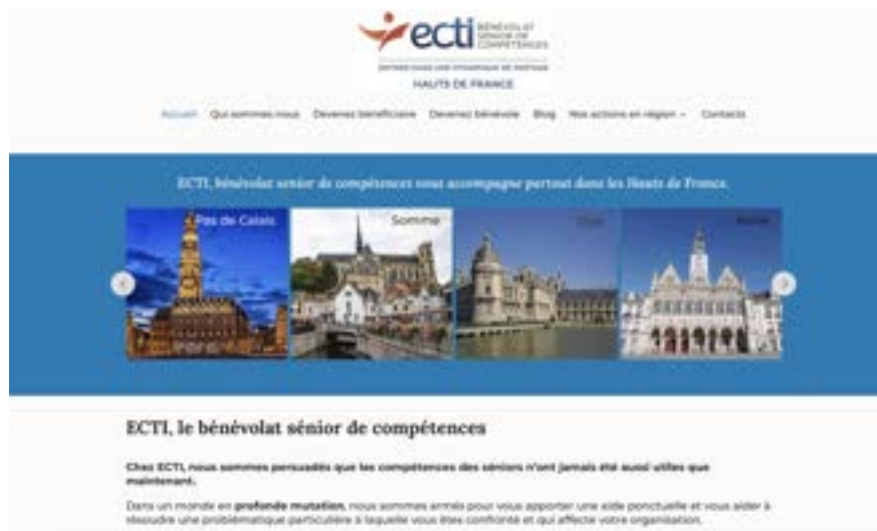 ecti BÉNÉVOLAT
SÉNIOR DE
COMPÉTENCES
HAUTS DE FRANCE
Accueil Qui sommes nous Devenez bénéficiaire Devenez bénévole Blog Nos actions en région Contacts
ECTI, bénévolat senior de compétences vous accompagne partout dans les Hauts de France.
Pas de Calais Somme Oise Aisne
ECTI, le bénévolat sénior de compétences
Chez ECTI, nous sommes persuadés que les compétences des séniors n'ont jamais été aussi utiles que
maintenant.
Dans un monde en profonde mutation, nous sommes armés pour vous apporter une aide ponctuelle et vous aider à
résoudre une problématique particulière à laquelle vous êtes confronté et qui affecte votre organisation.